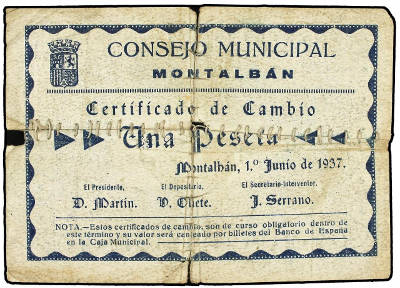 CONSEJO MUNICIPAL
MONTALBÁN
Certificado de Cambio
Una Peseta
Montalbán, 1.º Junio de 1937.
El Presidente, El Depositario, El Secretario-Interventor,
D. Martín. J. Serrano.
NOTA.—Estos certificados de cambio, son de curso obligatorio dentro de
este término y su valor será canjeado por billetes del Banco de España
en la Caja Municipal.